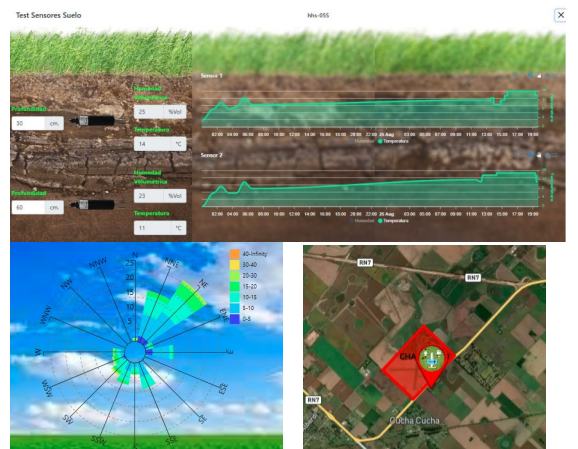 Test Sensores Suelo
Nhs-055
Sensor 1
Humedad
Volumetrica
Profundidad
30 cm.
25 %Vol
Temperatura
14 °C
02:00 04:00 06:00 08:00 10:00 12:00 14:00 16:00 18:00 20:00 22:00 26 Aug 03:00 05:00 07:00 09:00 11:00 13:00 15:00 17:00 19:00
Humedad Temperatura
Sensor 2
Humedad
Volumetrica
Profundidad
60 cm.
23 %Vol
Temperatura
11 °C
02:00 04:00 06:00 08:00 10:00 12:00 14:00 16:00 18:00 20:00 22:00 26 Aug 03:00 05:00 07:00 09:00 11:00 13:00 15:00 17:00 19:00
Humedad Temperatura
N
NNE
NE
ENE
E
ESE
SE
SSE
SSW
SW
WSW
W
WNW
NW
NNW
25
20
15
10
5
40-Infinity
30-40
20-30
15-20
10-15
5-10
0-5
RN7
RN7
CHA
RN7
Cucha Cucha